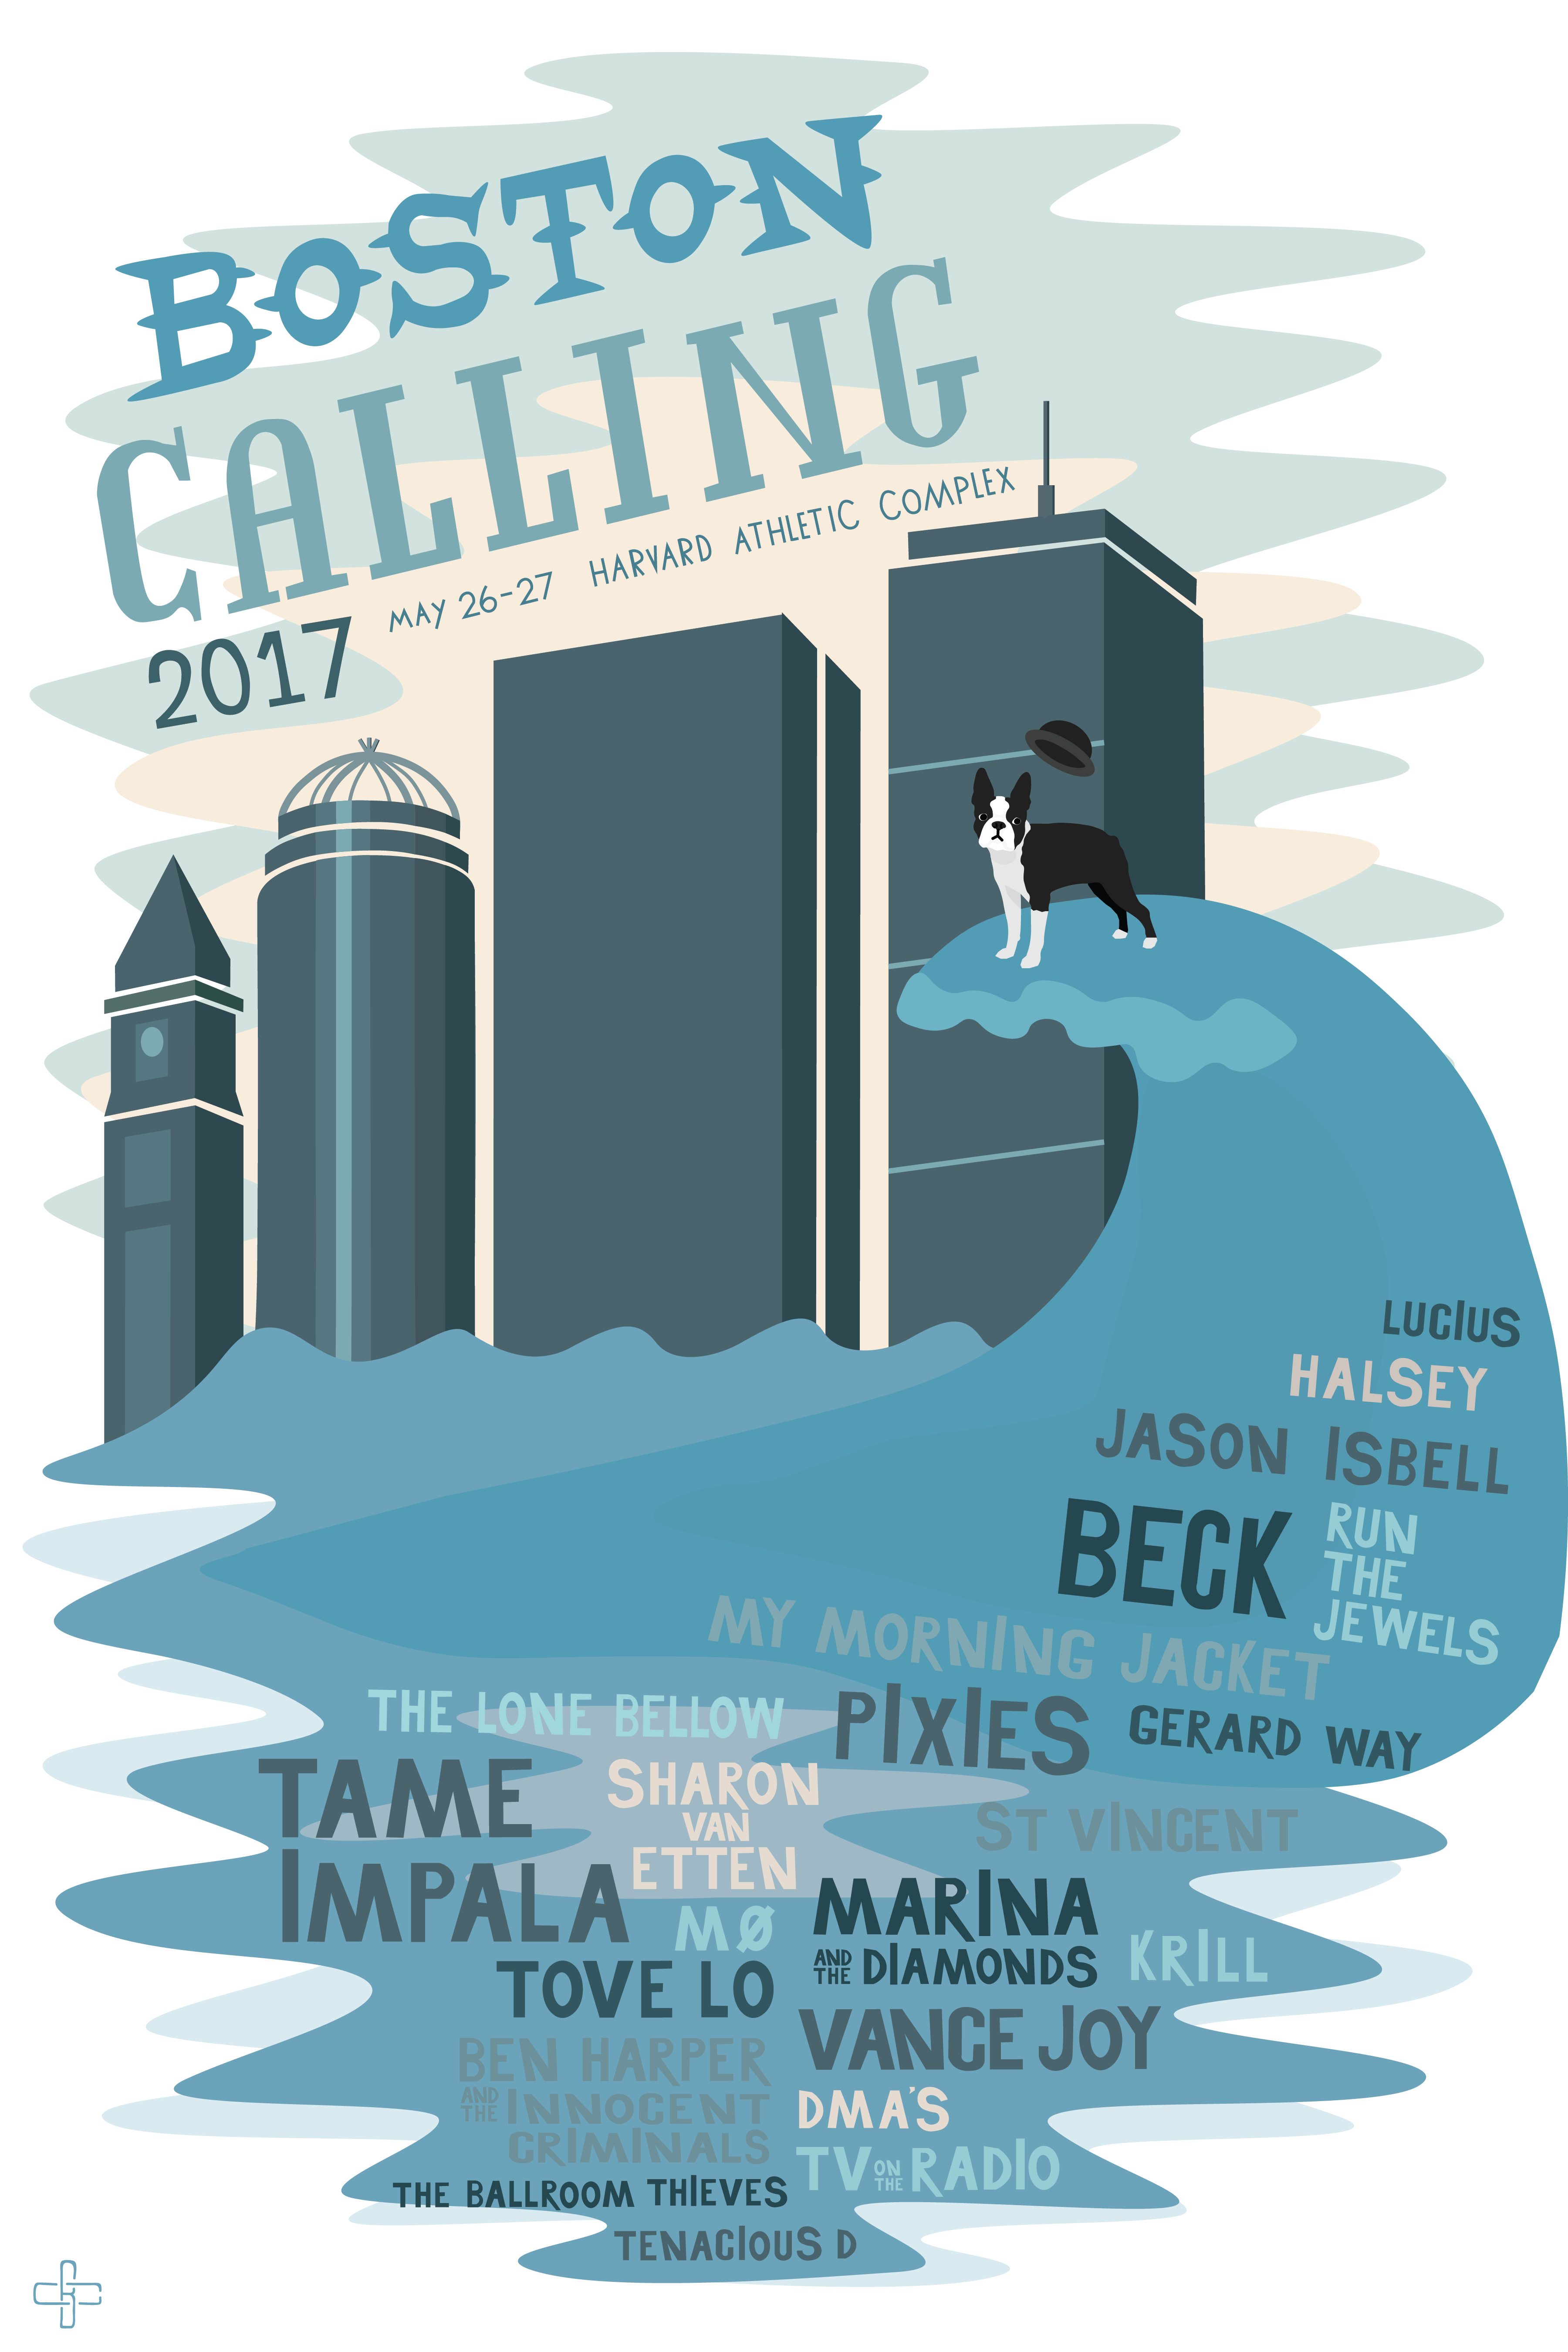 BOSTON
CALLING
MAY 26-27 HARVARD ATHLETIC COMPLEX
2017
LUCIUS
HALSEY
JASON ISBELL
BECK
RUN
THE
JEWELS
MY MORNING JACKET
PIXIES
GERARD WAY
THE LONE BELLOW
TAME
IMPALA
SHARON
VAN
ETTEN
ST VINCENT
MARINA
AND THE DIAMONDS
MØ
KRILL
TOVE LO
VANCE JOY
BEN HARPER
AND THE INNOCENT
CRIMINALS
DMA'S
TV ON THE RADIO
THE BALLROOM THIEVES
TENACIOUS D